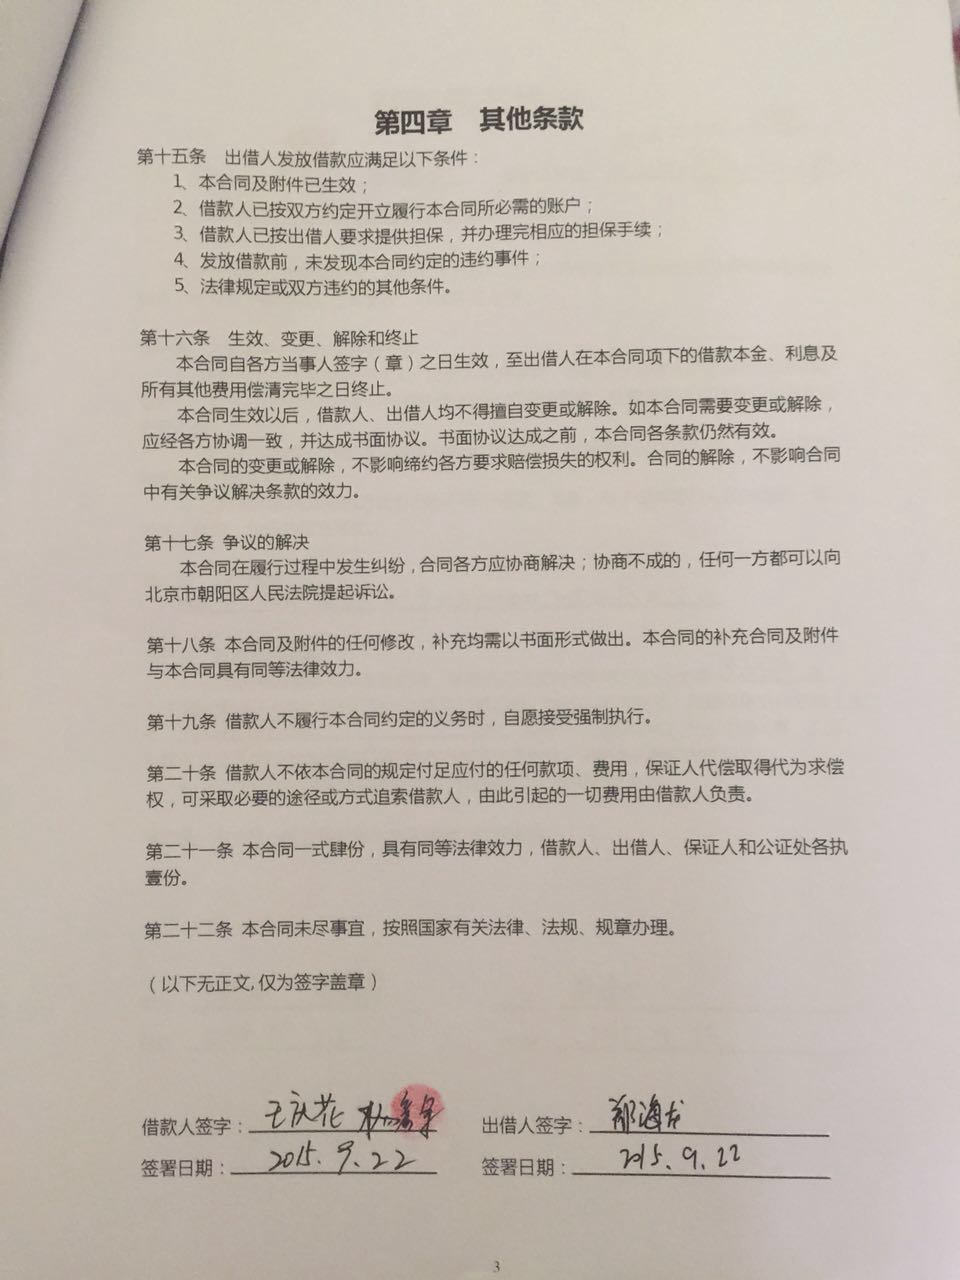 第四章 其他条款
第十五条 出借人发放借款应满足以下条件：
1、本合同及附件已生效；
2、借款人已按双方约定开立履行本合同所必需的账户；
3、借款人已按出借人要求提供担保，并办理完相应的担保手续；
4、发放借款前，未发现本合同约定的违约事件；
5、法律规定或双方违约的其他条件。
第十六条 生效、变更、解除和终止
本合同自各方当事人签字（章）之日生效，至出借人在本合同项下的借款本金、利息及
所有其他费用偿清完毕之日终止。
本合同生效以后，借款人、出借人均不得擅自变更或解除。如本合同需要变更或解除，
应经各方协调一致，并达成书面协议。书面协议达成之前，本合同各条款仍然有效。
本合同的变更或解除，不影响缔约各方要求赔偿损失的权利。合同的解除，不影响合同
中有关争议解决条款的效力。
第十七条 争议的解决
本合同在履行过程中发生纠纷，合同各方应协商解决；协商不成的，任何一方都可以向
北京市朝阳区人民法院提起诉讼。
第十八条 本合同及附件的任何修改，补充均需以书面形式做出。本合同的补充合同及附件
与本合同具有同等法律效力。
第十九条 借款人不履行本合同约定的义务时，自愿接受强制执行。
第二十条 借款人不依本合同的规定付足应付的任何款项、费用，保证人代偿取得代为求偿
权，可采取必要的途径或方式追索借款人，由此引起的一切费用由借款人负责。
第二十一条 本合同一式肆份，具有同等法律效力，借款人、出借人、保证人和公证处各执
壹份。
第二十二条 本合同未尽事宜，按照国家有关法律、法规、规章办理。
（以下无正文,仅为签字盖章）
借款人签字：王庆花 出借人签字：郑海龙
签署日期：2015.9.22 签署日期：2015.9.22
3